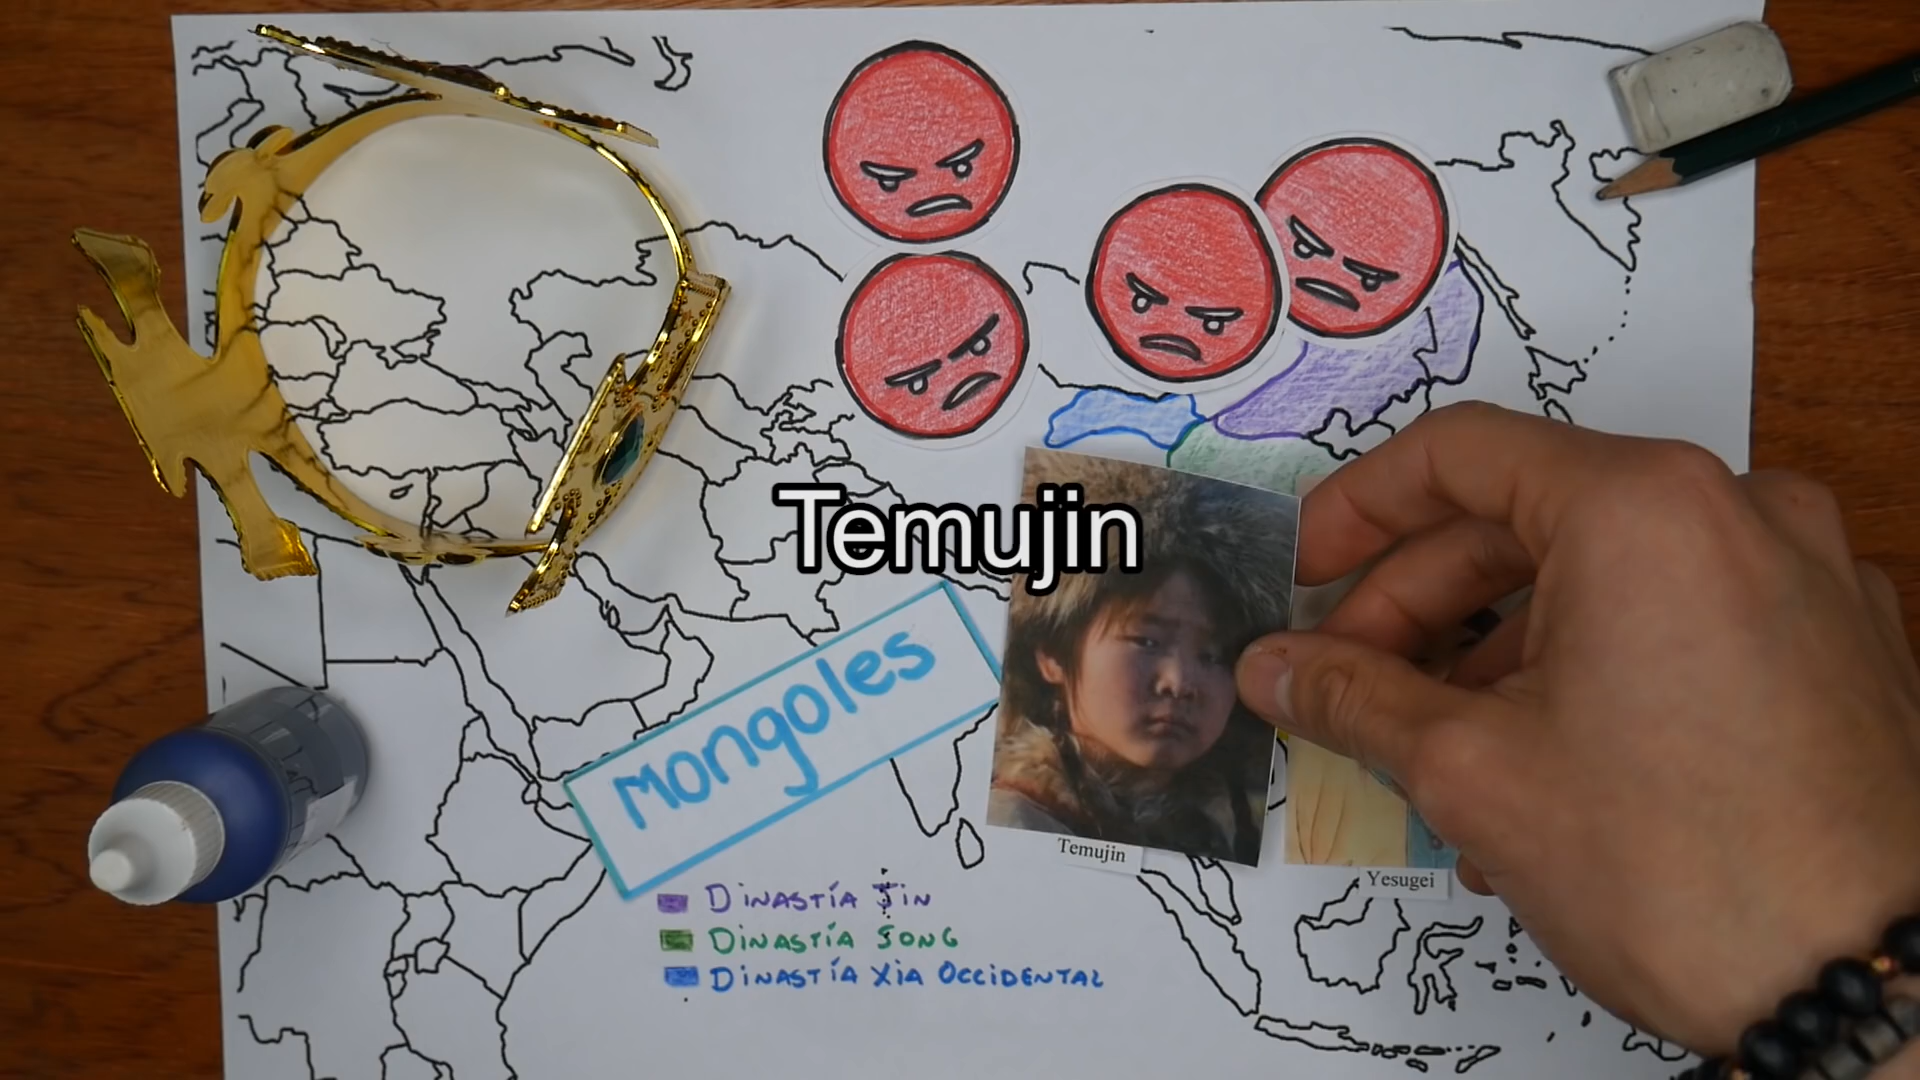 Temujin
Mongoles
Temujin
Yesugei
Dinastía Jin
Dinastía Song
Dinastía Xia Occidental